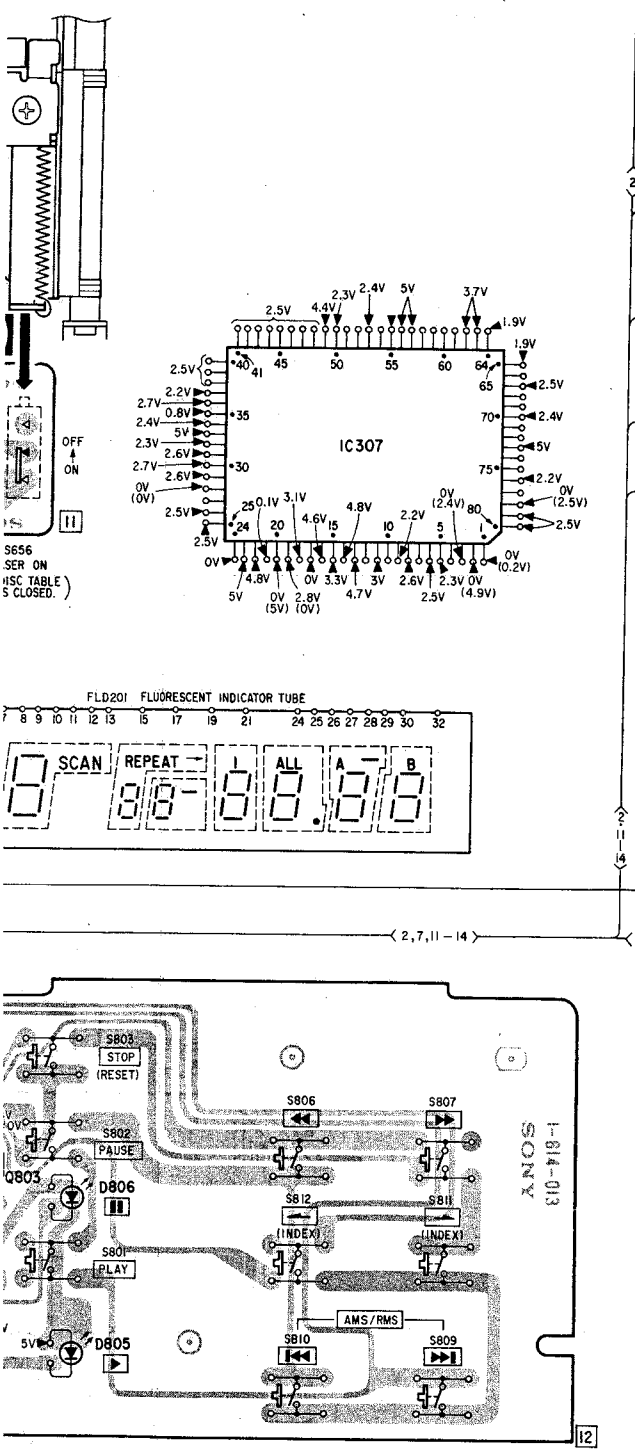 2.5V
4.4V
2.3V
2.4V
5V
3.7V
1.9V
40
41
45
50
55
60
64
65
1.9V
2.5V
2.2V
2.7V
0.8V
2.4V
5V
2.3V
2.6V
2.7V
2.6V
0V
(0V)
2.5V
2.5V
35
30
25
IC307
70
75
80
2.5V
2.4V
5V
2.2V
0V
(2.5V)
2.5V
24
20
15
10
5
1
0.1V
3.1V
4.6V
4.8V
2.2V
0V
(2.4V)
0V
5V
4.8V
0V
(5V)
2.8V
(0V)
0V
3.3V
4.7V
3V
2.6V
2.5V
2.3V
0V
(4.9V)
0V
(0.2V)
OFF
ON
11
S656
DISC TABLE
S CLOSED.)
FLD201 FLUORESCENT INDICATOR TUBE
7 8 9 10 11 12 13 15 17 19 21 24 25 26 27 28 29 30 32
SCAN REPEAT → 1 ALL A B
2,7,11-14
2.11-14
S803
STOP
(RESET)
S802
PAUSE
Q803
D806
S801
PLAY
5V
D805
S806
S807
S812
(INDEX)
S811
(INDEX)
AMS/RMS
S810
S809
1-614-013
SONY
12